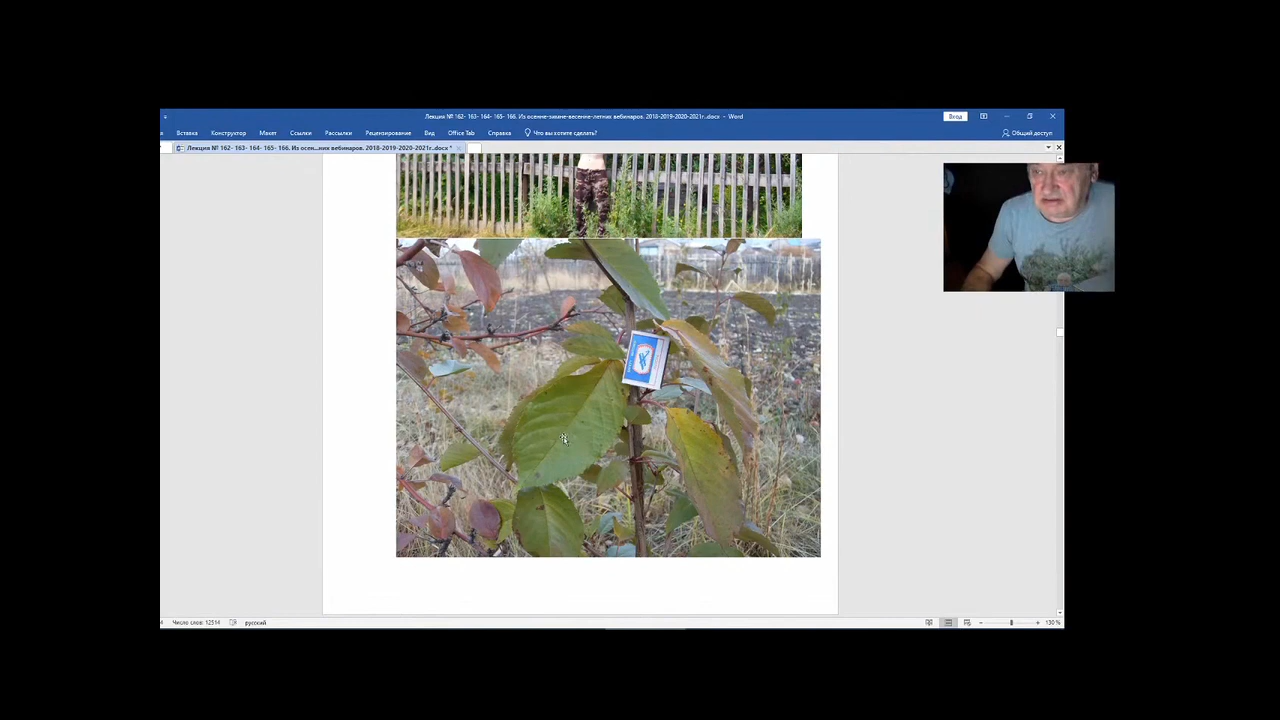 Лекция № 162- 163- 164- 165- 166. Из осенне-зимне-весенне-летних вебинаров. 2018-2019-2020-2021г..docx - Word
Вход
Вставка Конструктор Макет Ссылки Рассылки Рецензирование Вид Office Tab Справка Что вы хотите сделать? Общий доступ
Лекция № 162- 163- 164- 165- 166. Из осен...них вебинаров. 2018-2019-2020-2021г..docx *
Число слов: 12514 русский 130 %